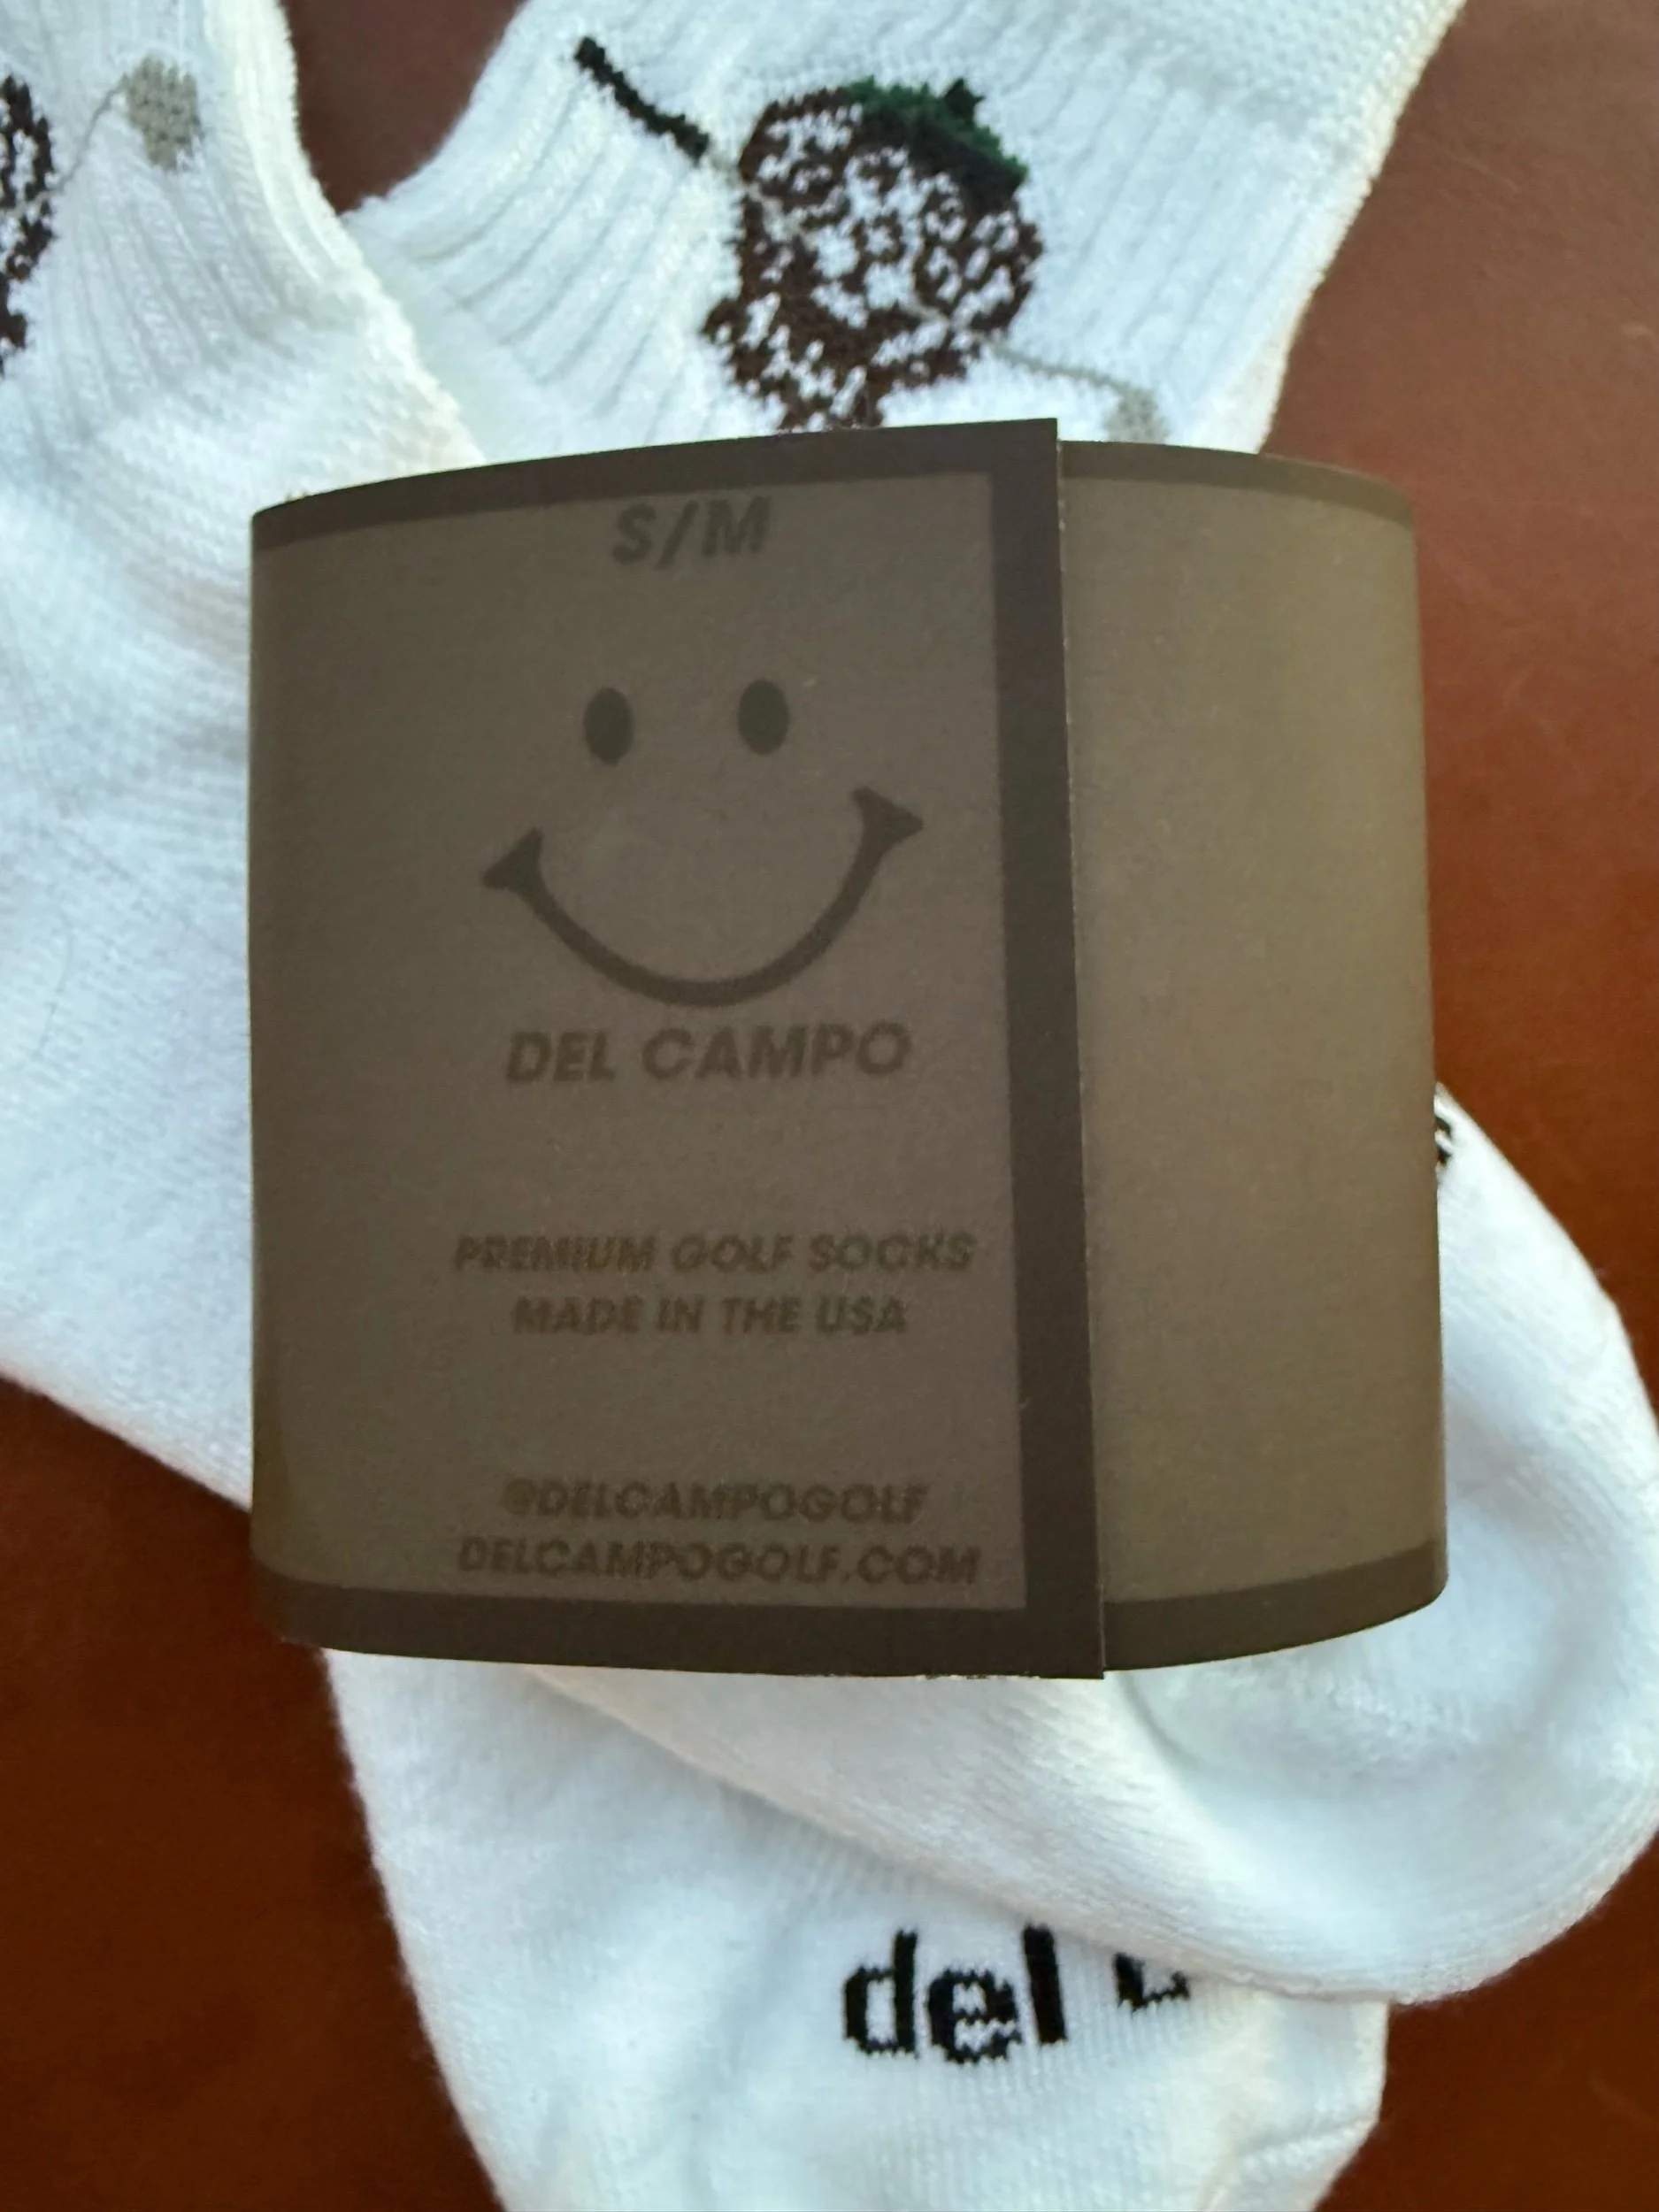 S/M
DEL CAMPO
PREMIUM GOLF SOCKS
MADE IN THE USA
@DELCAMPOGOLF
DELCAMPOGOLF.COM
del